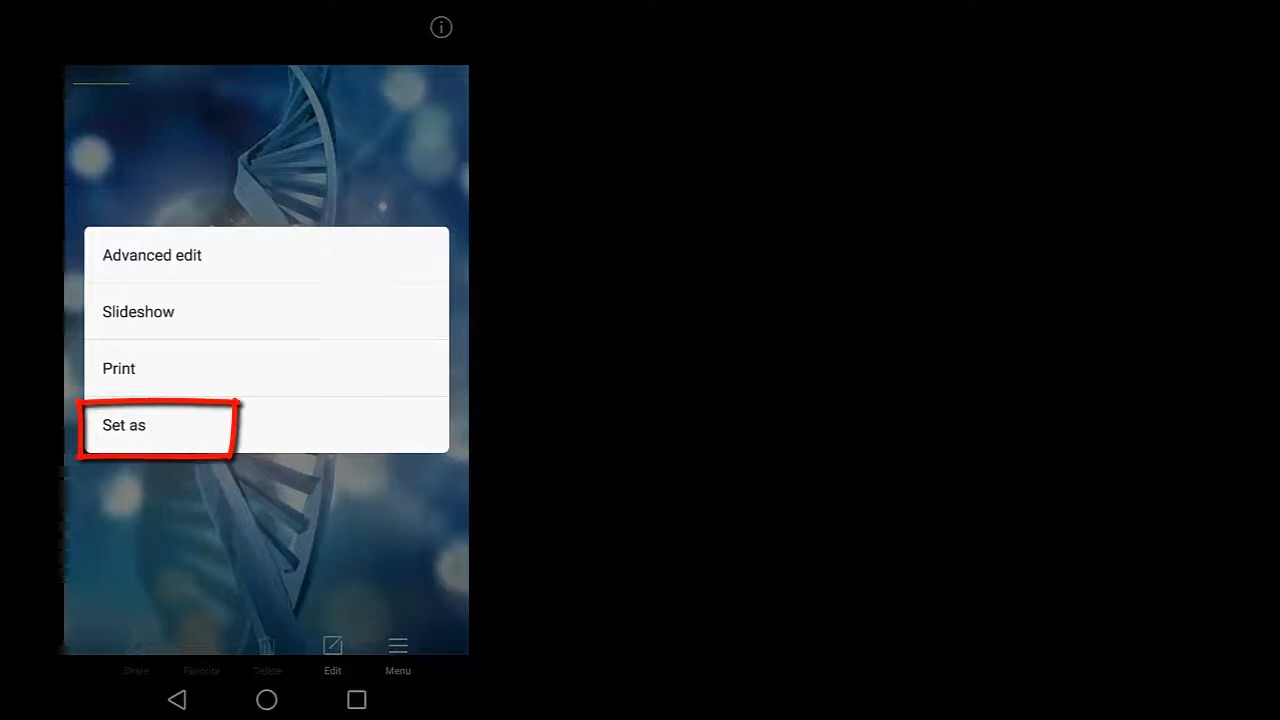 Advanced edit
Slideshow
Print
Set as
Share Favorite Delete Edit Menu